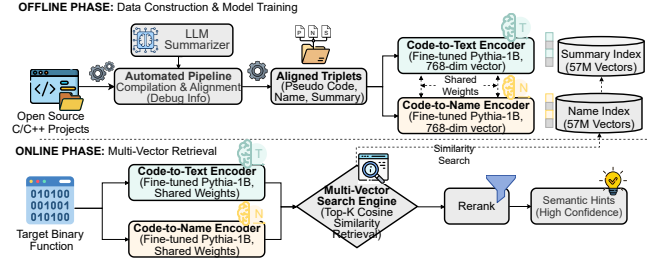 OFFLINE PHASE: Data Construction & Model Training
LLM
Summarizer
Open Source
C/C++ Projects
Automated Pipeline
Compilation & Alignment
(Debug Info)
P N S
Aligned Triplets
(Pseudo Code,
Name, Summary)
T
Code-to-Text Encoder
(Fine-tuned Pythia-1B,
768-dim vector)
Shared
Weights
N
Code-to-Name Encoder
(Fine-tuned Pythia-1B,
768-dim vector)
Summary Index
(57M Vectors)
Name Index
(57M Vectors)
ONLINE PHASE: Multi-Vector Retrieval
Similarity
Search
010100
001001
010100
Target Binary
Function
T
Code-to-Text Encoder
(Fine-tuned Pythia-1B,
Shared Weights)
N
Code-to-Name Encoder
(Fine-tuned Pythia-1B,
Shared Weights)
Multi-Vector
Search Engine
(Top-K Cosine
Similarity
Retrieval)
Rerank
Semantic Hints
(High Confidence)